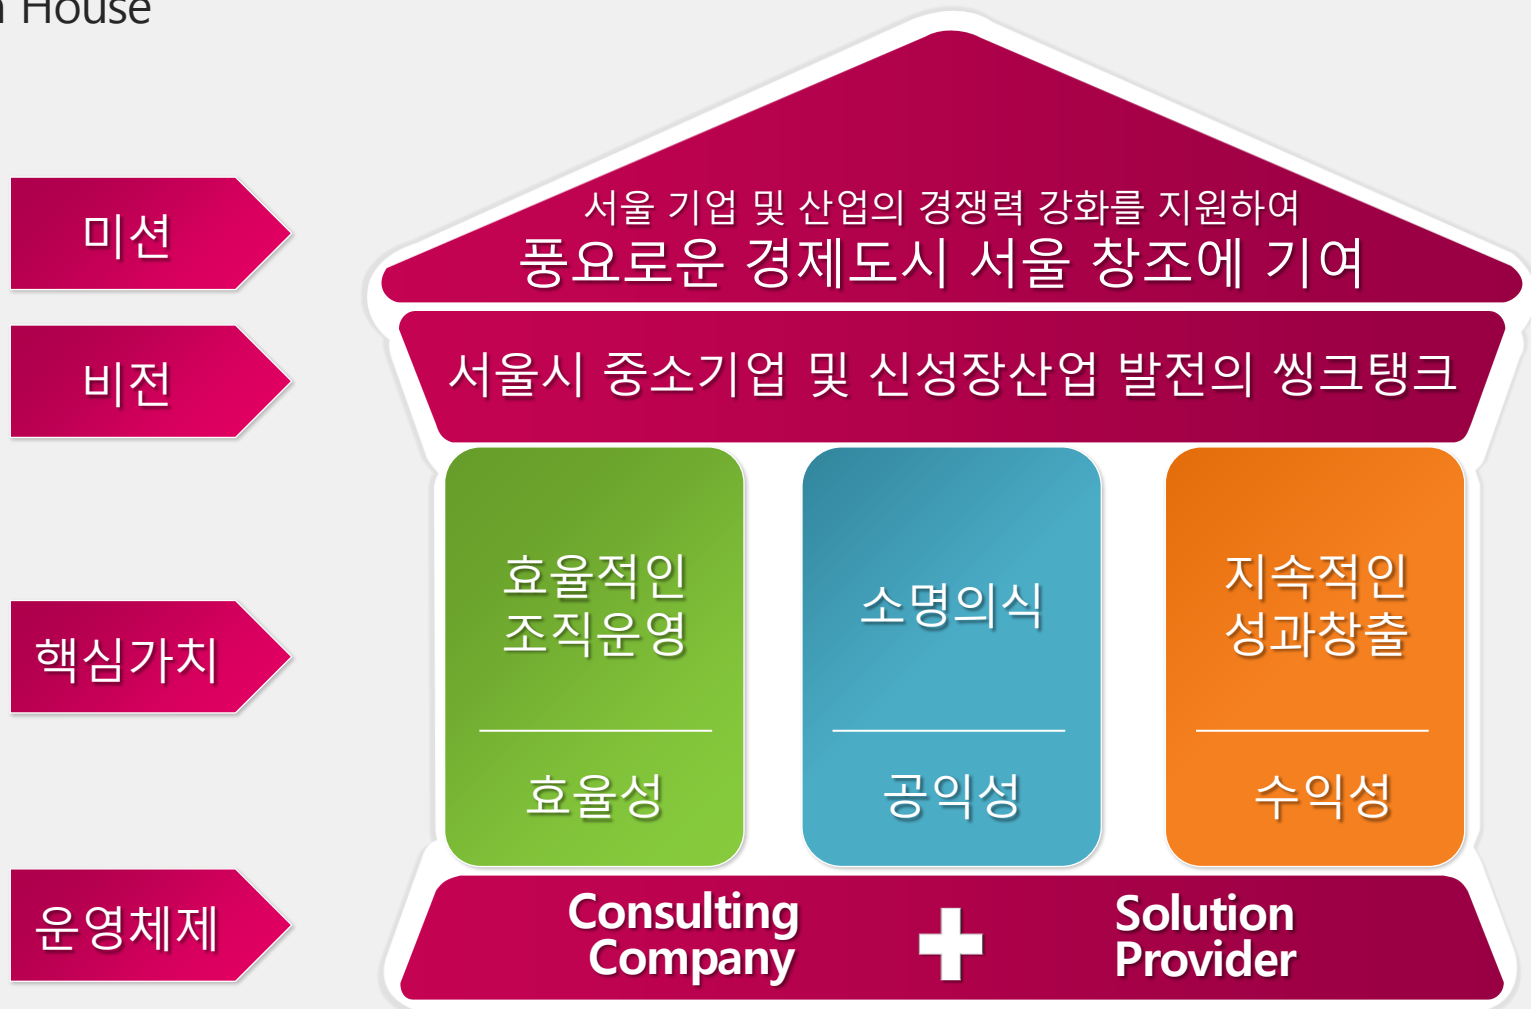 House
미션
서울 기업 및 산업의 경쟁력 강화를 지원하여
풍요로운 경제도시 서울 창조에 기여
비전
서울시 중소기업 및 신성장산업 발전의 씽크탱크
핵심가치
효율적인
조직운영
효율성
소명의식
공익성
지속적인
성과창출
수익성
운영체제
Consulting
Company
Solution
Provider